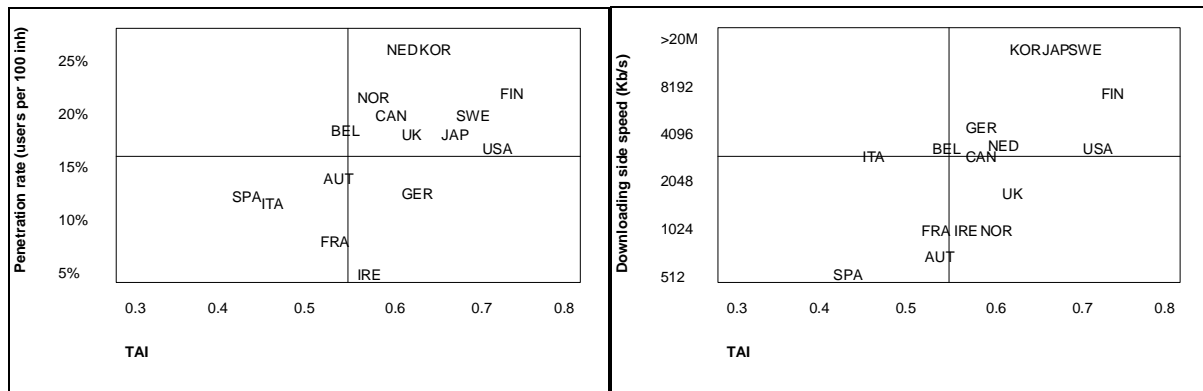 Penetration rate (users per 100 inh)
25%
20%
15%
10%
5%
NEDKOR
NOR
FIN
CAN
SWE
BEL
UK
JAP
USA
AUT
SPA
ITA
GER
FRA
IRE
0.3 0.4 0.5 0.6 0.7 0.8
TAI
Downloading side speed (Kb/s)
>20M
8192
4096
2048
1024
512
KORJAPSWE
FIN
GER
BEL
NED
USA
ITA
CAN
UK
FRA IRE NOR
AUT
SPA
0.3 0.4 0.5 0.6 0.7 0.8
TAI